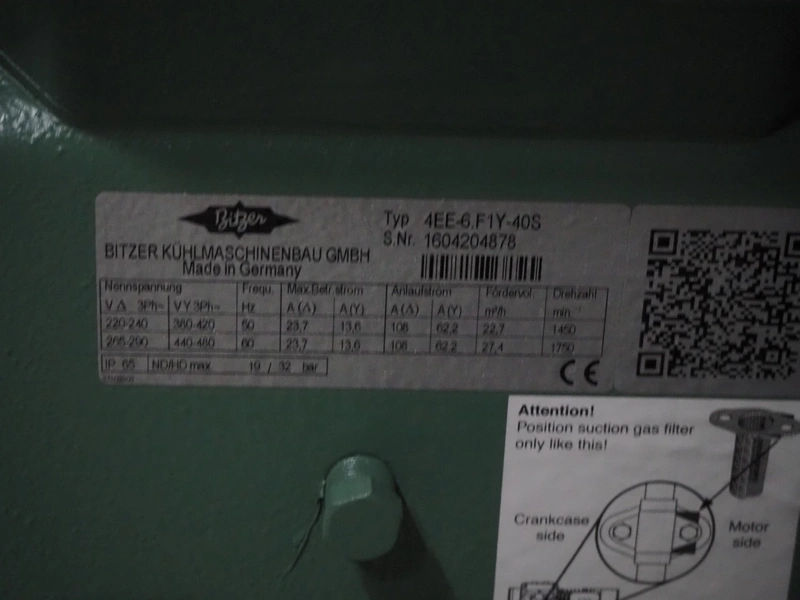 Bitzer
Typ 4EE-6.F1Y-40S
S.Nr. 1604204878
BITZER KÜHLMASCHINENBAU GMBH
Made in Germany
Nennspannung Frequ. Max.Betr.strom Anlaufstrom Fördervol. Drehzahl
V Δ 3Ph~ V Y 3Ph~ Hz A (Δ) A (Y) A (Δ) A (Y) m³/h min⁻¹
220-240 380-420 50 23,7 13,6 108 62,2 22,7 1450
265-290 440-480 60 23,7 13,6 108 62,2 27,4 1750
IP 65 ND/HD max. 19 / 32 bar
CE
Attention!
Position suction gas filter
only like this!
Crankcase
side
Motor
side